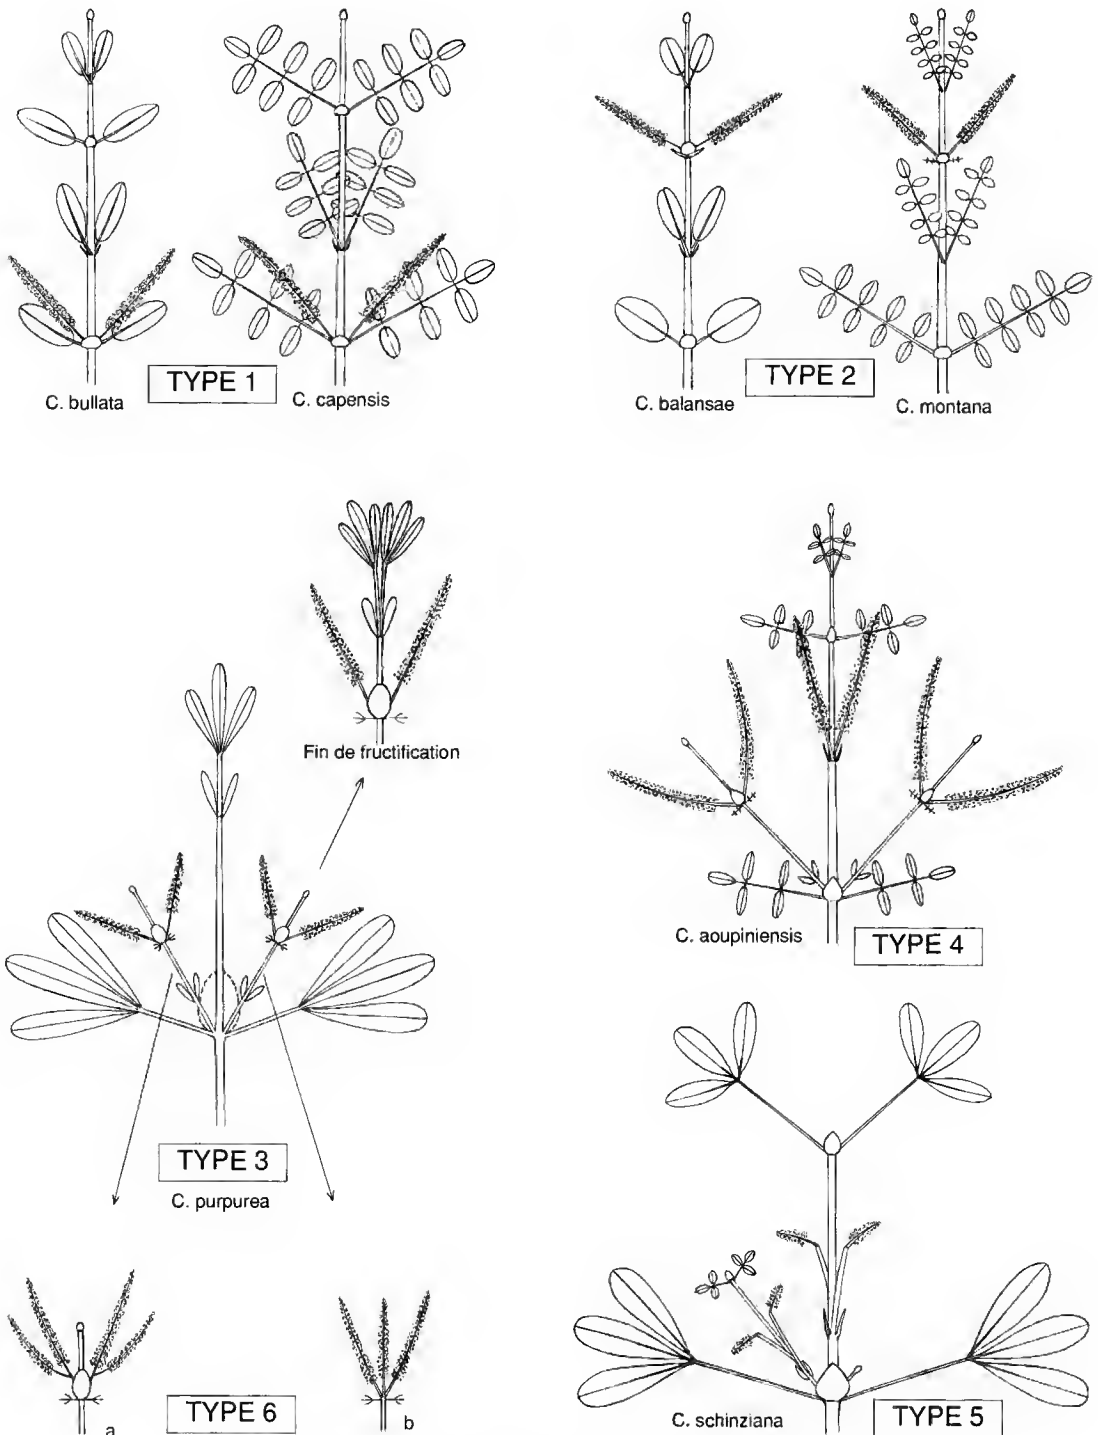 TYPE 1
C. bullata
C. capensis
TYPE 2
C. balansae
C. montana
Fin de fructification
TYPE 3
C. purpurea
C. aoupiniensis
TYPE 4
a
TYPE 6
b
C. schinziana
TYPE 5